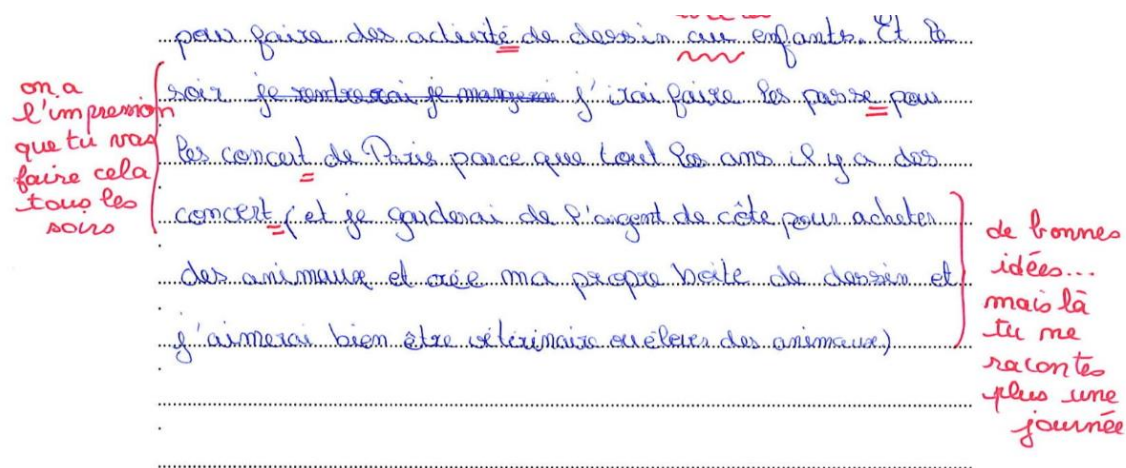 pour faire des activité de dessin au enfants. Et le
on a
l'impression
que tu vas
faire cela
tous les
soirs
soir je rentrerai je mangerai j'irai faire les passe pour
les concert de Paris parce que tout les ans il y a des
concert (et je garderai de l'argent de côte pour acheter
des animaux et crée ma propre boite de dessin et
j'aimerai bien être vétérinaire ou élever des animaux)
de bonnes
idées...
mais là
tu ne
racontes
plus une
journée